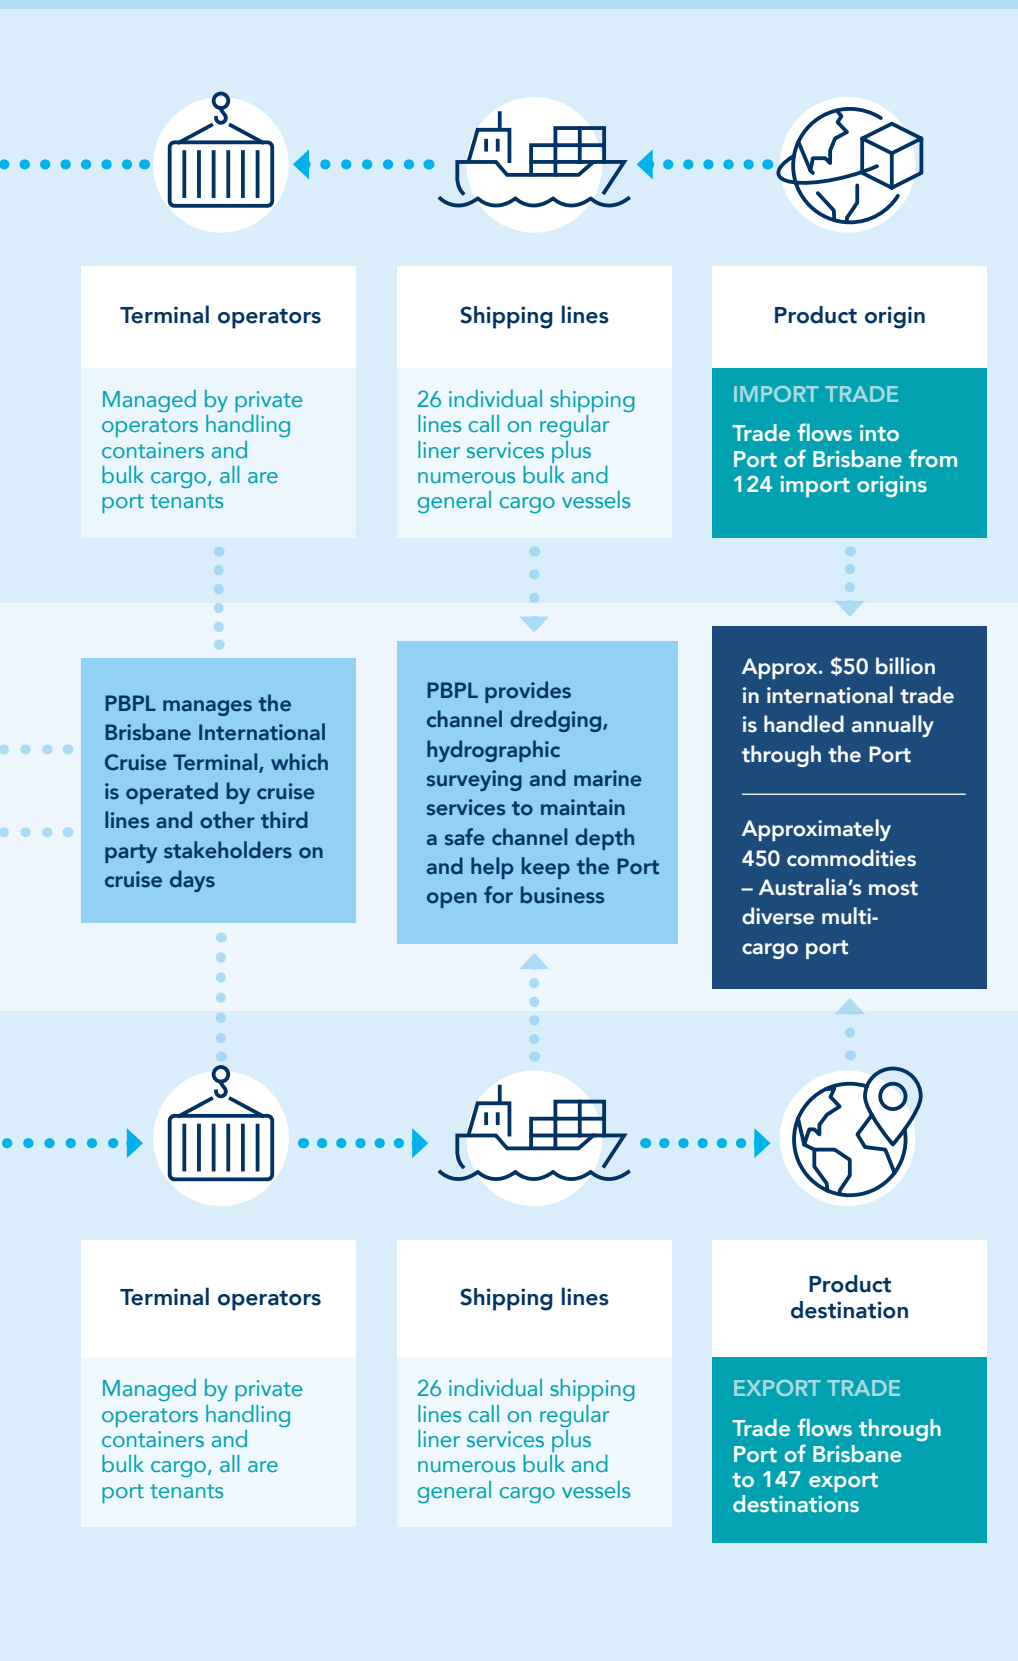 Terminal operators
Managed by private
operators handling
containers and
bulk cargo, all are
port tenants
Shipping lines
26 individual shipping
lines call on regular
liner services plus
numerous bulk and
general cargo vessels
Product origin
IMPORT TRADE
Trade flows into
Port of Brisbane from
124 import origins
PBPL manages the
Brisbane International
Cruise Terminal, which
is operated by cruise
lines and other third
party stakeholders on
cruise days
PBPL provides
channel dredging,
hydrographic
surveying and marine
services to maintain
a safe channel depth
and help keep the Port
open for business
Approx. $50 billion
in international trade
is handled annually
through the Port
Approximately
450 commodities
– Australia’s most
diverse multi-
cargo port
Terminal operators
Managed by private
operators handling
containers and
bulk cargo, all are
port tenants
Shipping lines
26 individual shipping
lines call on regular
liner services plus
numerous bulk and
general cargo vessels
Product
destination
EXPORT TRADE
Trade flows through
Port of Brisbane
to 147 export
destinations